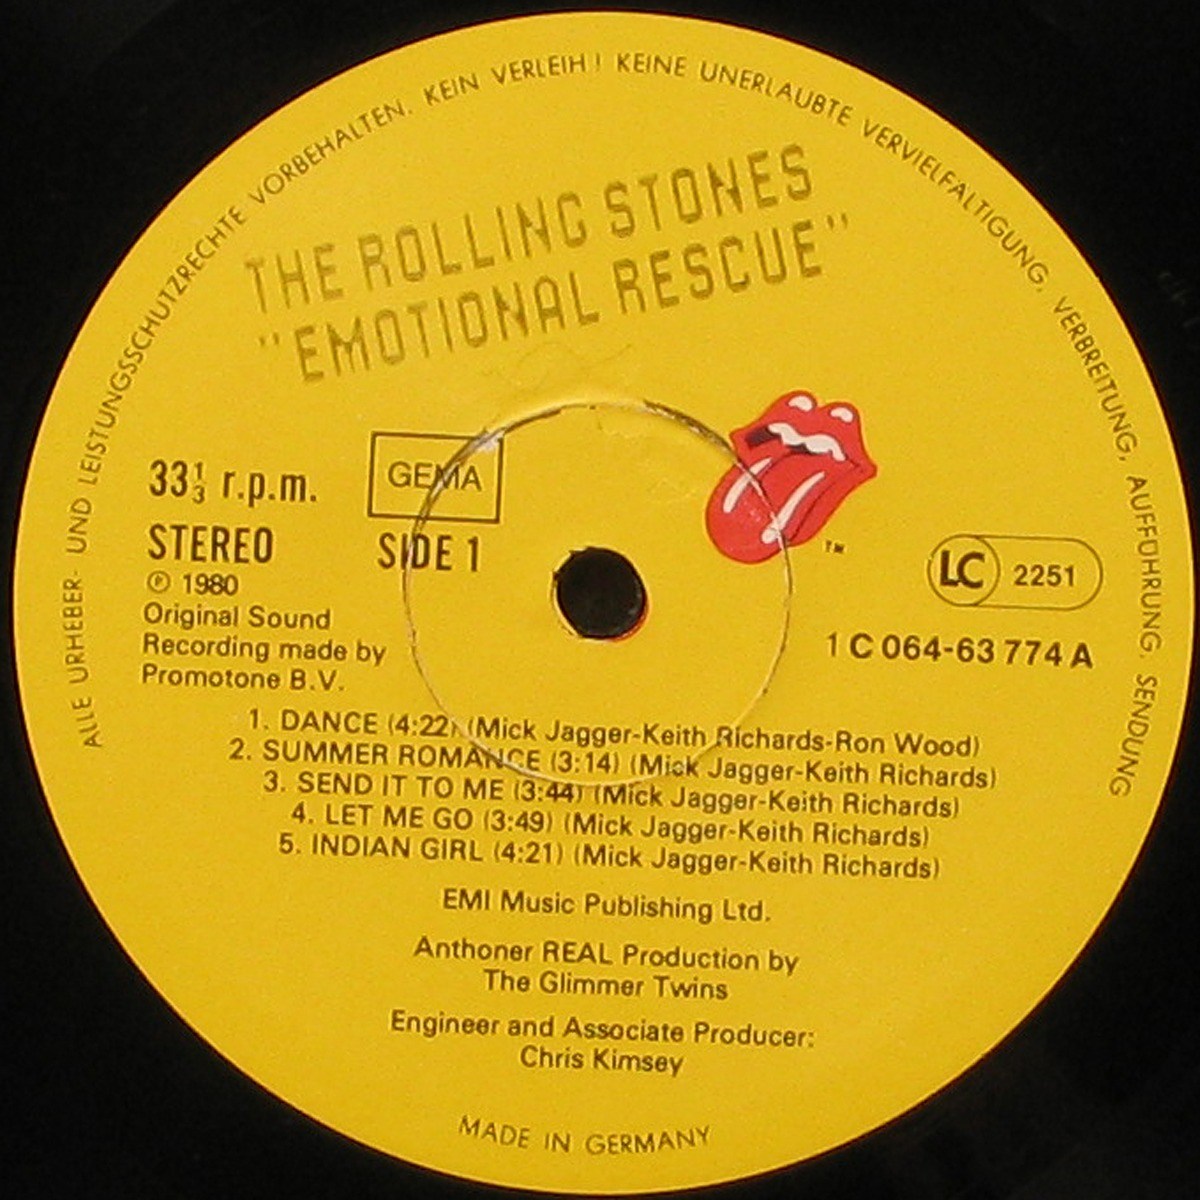 ALLE URHEBER- UND LEISTUNGSSCHUTZRECHTE VORBEHALTEN. KEIN VERLEIH! KEINE UNERLAUBTE VERVIELFÄLTIGUNG, VERBREITUNG, AUFFÜHRUNG, SENDUNG
THE ROLLING STONES
"EMOTIONAL RESCUE"
33⅓ r.p.m.
GEMA
STEREO
SIDE 1
℗ 1980
Original Sound
Recording made by
Promotone B.V.
TM
LC 2251
1 C 064-63 774 A
1. DANCE (4:22) (Mick Jagger-Keith Richards-Ron Wood)
2. SUMMER ROMANCE (3:14) (Mick Jagger-Keith Richards)
3. SEND IT TO ME (3:44) (Mick Jagger-Keith Richards)
4. LET ME GO (3:49) (Mick Jagger-Keith Richards)
5. INDIAN GIRL (4:21) (Mick Jagger-Keith Richards)
EMI Music Publishing Ltd.
Anthoner REAL Production by
The Glimmer Twins
Engineer and Associate Producer:
Chris Kimsey
MADE IN GERMANY